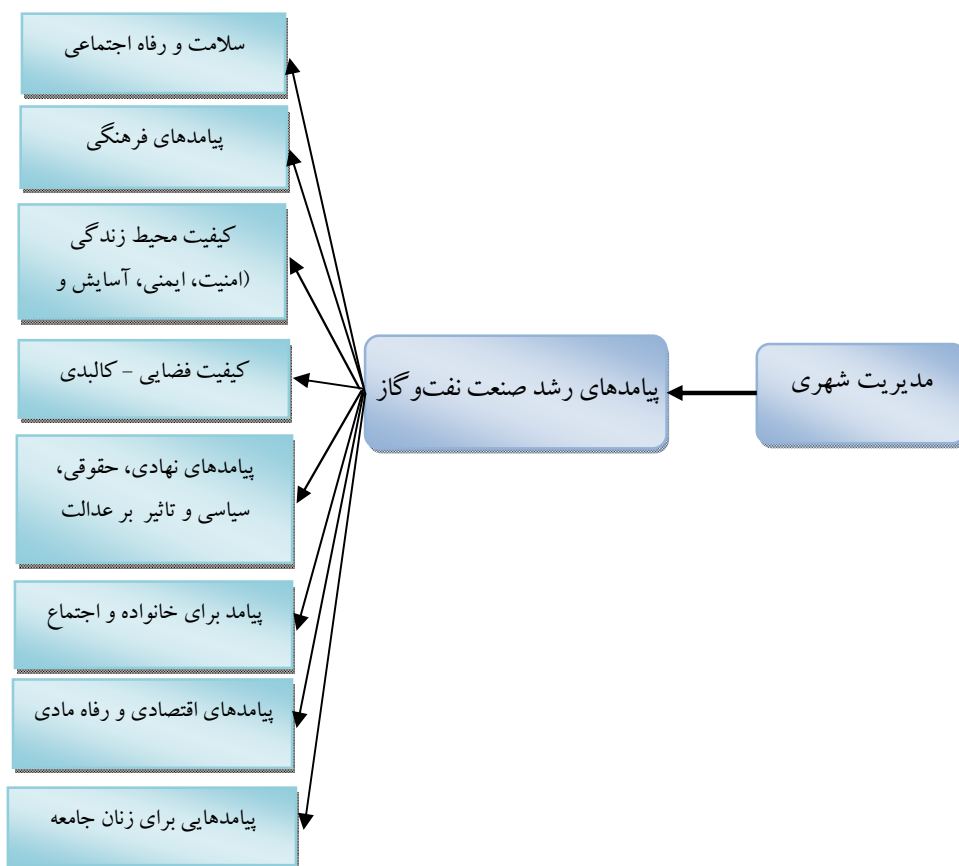 سلامت و رفاه اجتماعی
پیامدهای فرهنگی
کیفیت محیط زندگی
(امنیت، ایمنی، آسایش و
کیفیت فضایی – کالبدی
پیامدهای نهادی، حقوقی،
سیاسی و تاثیر بر عدالت
پیامد برای خانواده و اجتماع
پیامدهای اقتصادی و رفاه مادی
پیامدهایی برای زنان جامعه
پیامدهای رشد صنعت نفت‌و گاز
مدیریت شهری